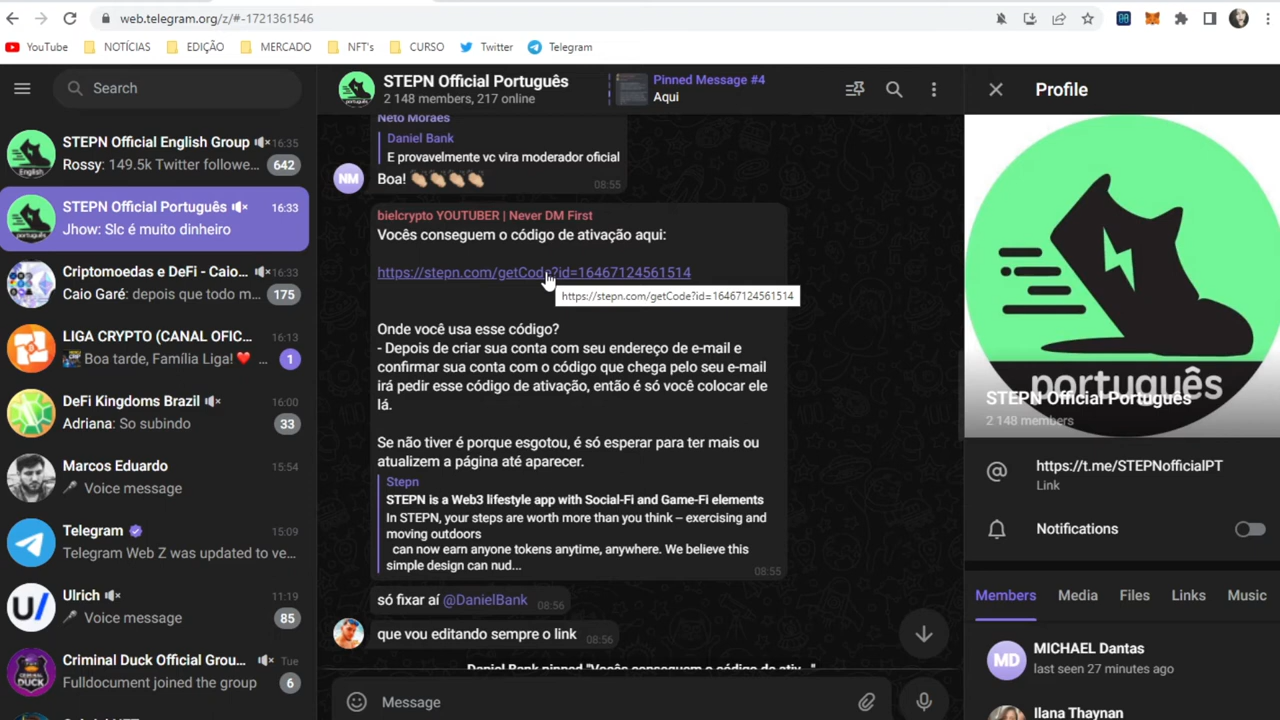 web.telegram.org/z/#-1721361546
YouTube
NOTÍCIAS
EDIÇÃO
MERCADO
NFT's
CURSO
Twitter
Telegram
Search
STEPN Official English Group
16:35
Rossy: 149.5k Twitter followe...
642
STEPN Official Português
16:33
Jhow: Slc é muito dinheiro
Criptomoedas e DeFi - Caio...
16:33
Caio Garé: depois que todo m...
175
LIGA CRYPTO (CANAL OFIC...
16:13
Boa tarde, Família Liga! ❤️ ...
1
DeFi Kingdoms Brazil
16:00
Adriana: So subindo
33
Marcos Eduardo
15:54
Voice message
Telegram
15:09
Telegram Web Z was updated to ve...
Ulrich
11:19
Voice message
85
Criminal Duck Official Grou...
Tue
Fulldocument joined the group
6
STEPN Official Português
2 148 members, 217 online
Pinned Message #4
Aqui
Neto Moraes
Daniel Bank
E provavelmente vc vira moderador oficial
Boa! 👏🏼👏🏼👏🏼👏🏼
08:55
NM
bielcrypto YOUTUBER | Never DM First
Vocês conseguem o código de ativação aqui:
https://stepn.com/getCode?id=16467124561514
https://stepn.com/getCode?id=16467124561514
Onde você usa esse código?
- Depois de criar sua conta com seu endereço de e-mail e
confirmar sua conta com o código que chega pelo seu e-mail
irá pedir esse código de ativação, então é só você colocar ele
lá.
Se não tiver é porque esgotou, é só esperar para ter mais ou
atualizem a página até aparecer.
Stepn
STEPN is a Web3 lifestyle app with Social-Fi and Game-Fi elements
In STEPN, your steps are worth more than you think – exercising and
moving outdoors
can now earn anyone tokens anytime, anywhere. We believe this
simple design can nud...
08:55
só fixar aí @DanielBank
08:56
que vou editando sempre o link
08:56
Daniel Bank pinned "Vocês conseguem o código de ativ..."
Message
Profile
português
STEPN Official Português
2 148 members
https://t.me/STEPNofficialPT
Link
Notifications
Members
Media
Files
Links
Music
MD
MICHAEL Dantas
last seen 27 minutes ago
Ilana Thaynan